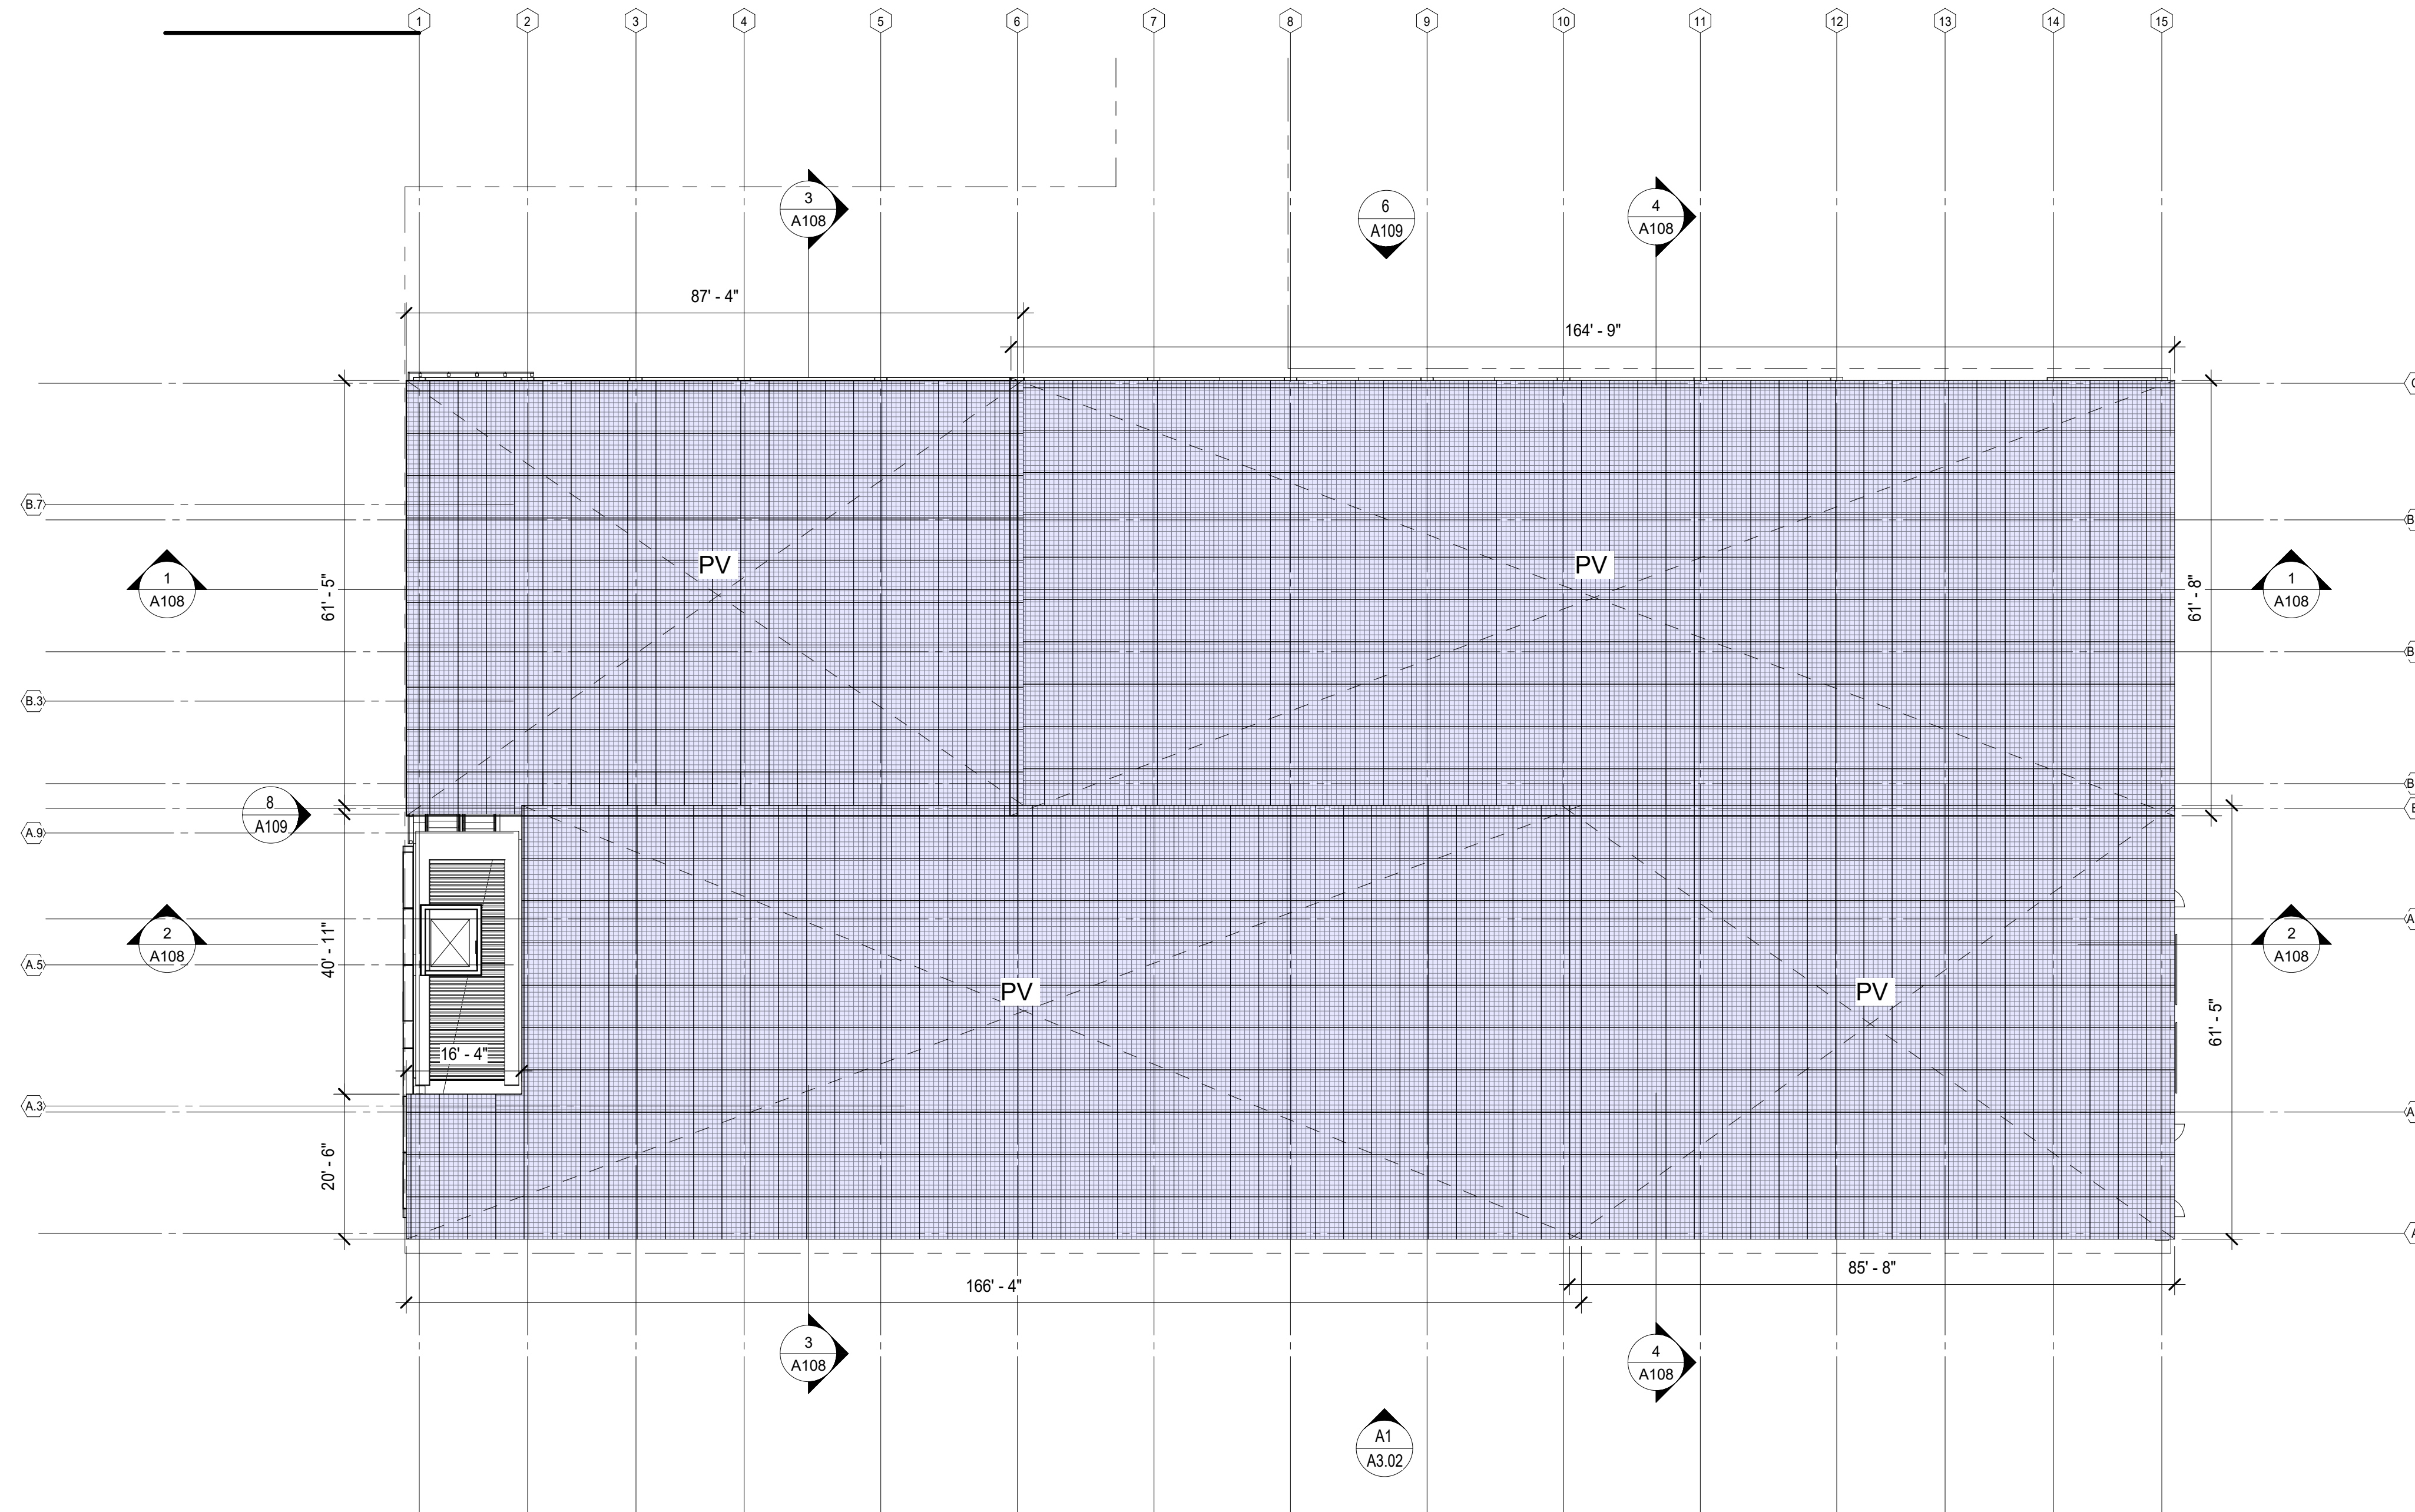 1
2
3
4
5
6
7
8
9
10
11
12
13
14
15
3
A108
6
A109
4
A108
87' - 4"
164' - 9"
B.7
PV
PV
1
A108
61' - 5"
61' - 8"
1
A108
B.3
8
A109
A.9
2
A108
40' - 11"
A.5
2
A108
PV
PV
61' - 5"
16' - 4"
A.3
20' - 6"
166' - 4"
85' - 8"
3
A108
4
A108
A1
A3.02